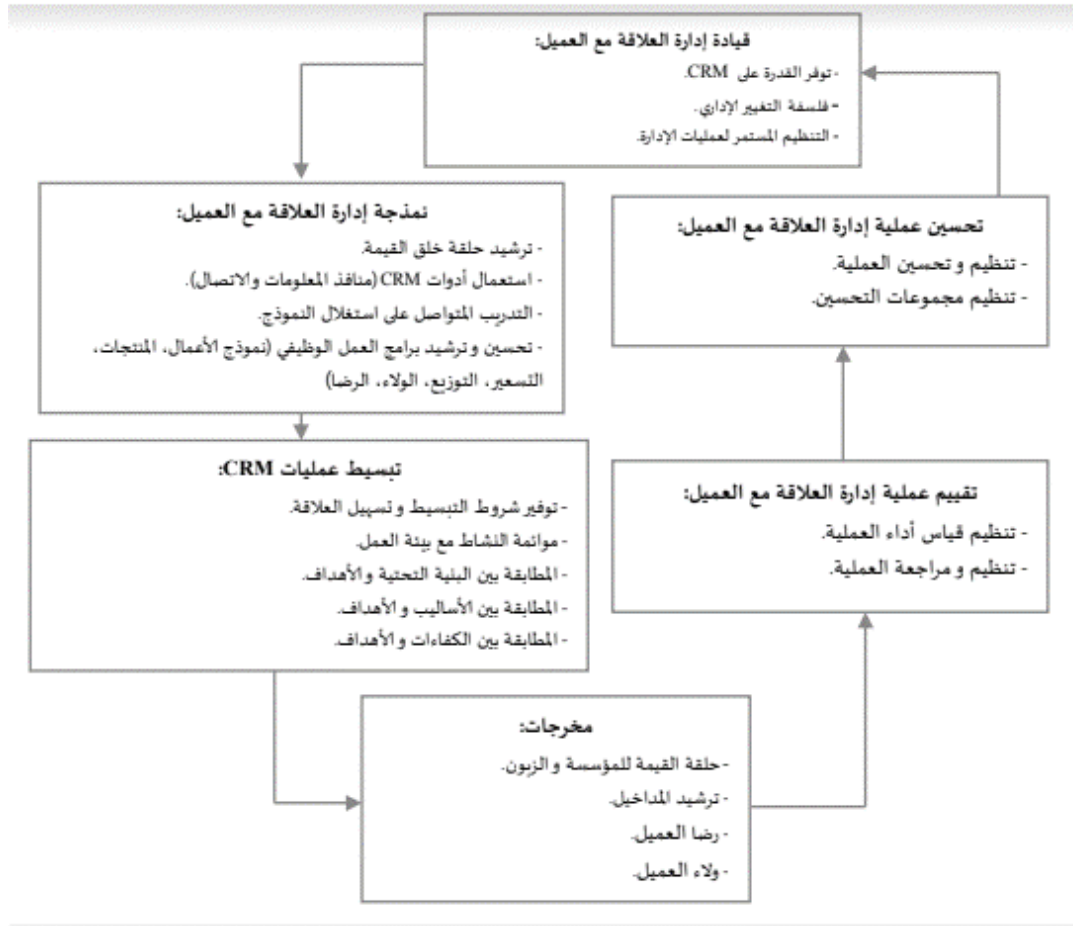 قيادة إدارة العلاقة مع العميل:
- توفر القدرة على CRM.
- فلسفة التغيير الإداري.
- التنظيم المستمر لعمليات الإدارة.
نمذجة إدارة العلاقة مع العميل:
- ترشيد حلقة خلق القيمة.
- استعمال أدوات CRM (منافذ المعلومات والاتصال).
- التدريب المتواصل على استغلال النموذج.
- تحسين وترشيد برامج العمل الوظيفي (نموذج الأعمال، المنتجات،
التسعير، التوزيع، الولاء، الرضا)
تبسيط عمليات CRM:
- توفير شروط التبسيط و تسهيل العلاقة.
- موائمة النشاط مع بيئة العمل.
- المطابقة بين البنية التحتية و الأهداف.
- المطابقة بين الأساليب و الأهداف.
- المطابقة بين الكفاءات و الأهداف.
مخرجات:
- حلقة القيمة للمؤسسة و الزبون.
- ترشيد المداخيل.
- رضا العميل.
- ولاء العميل.
تقييم عملية إدارة العلاقة مع العميل:
- تنظيم قياس أداء العملية.
- تنظيم و مراجعة العملية.
تحسين عملية إدارة العلاقة مع العميل:
- تنظيم و تحسين العملية.
- تنظيم مجموعات التحسين.